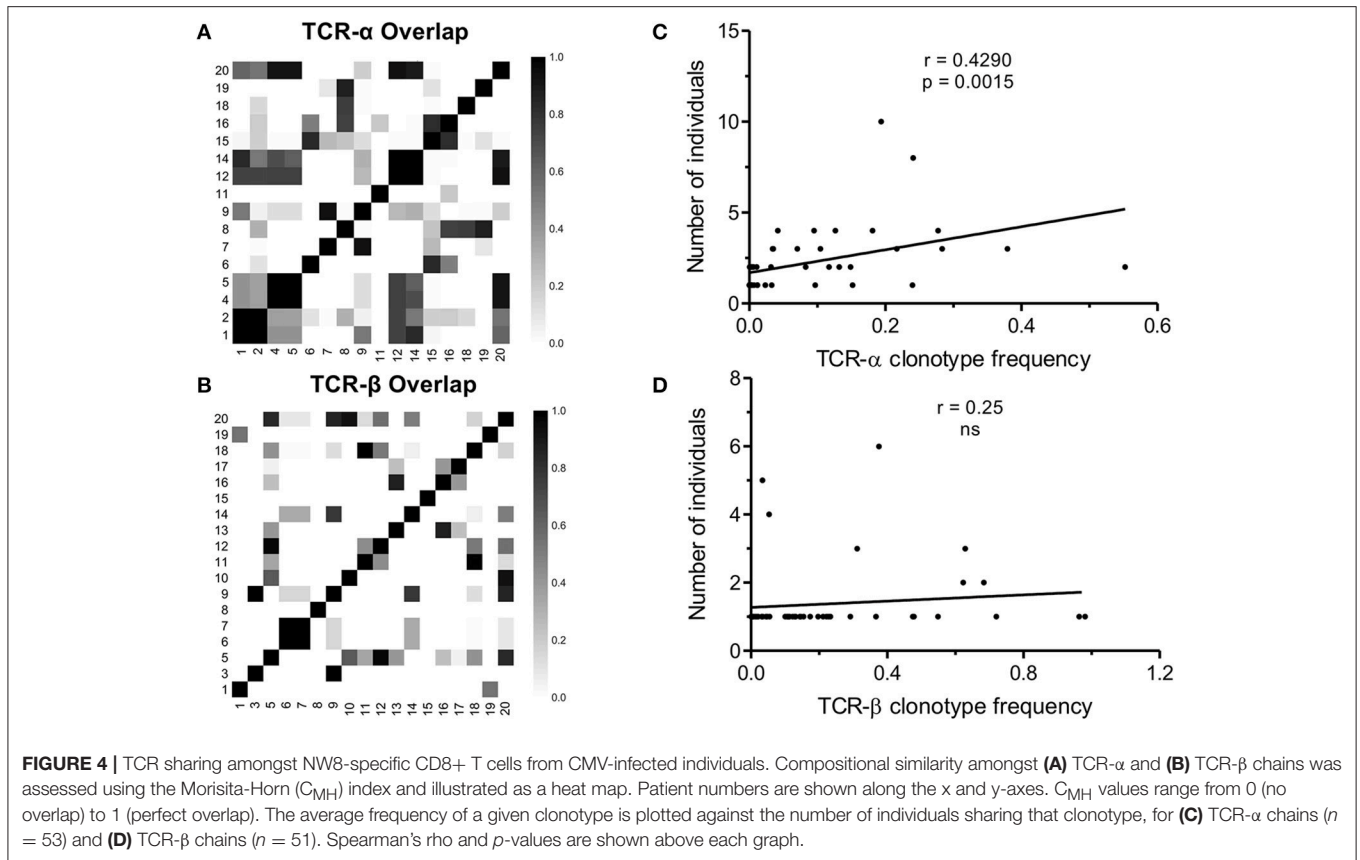 A
TCR-α Overlap
20
19
18
16
15
14
12
11
9
8
7
6
5
4
2
1
1 2 4 5 6 7 8 9 11 12 14 15 16 18 19 20
1.0
0.8
0.6
0.4
0.2
0.0
C
r = 0.4290
p = 0.0015
Number of individuals
15
10
5
0
0.0 0.2 0.4 0.6
TCR-α clonotype frequency
B
TCR-β Overlap
20
19
18
17
16
15
14
13
12
11
10
9
8
7
6
5
3
1
1 3 5 6 7 8 9 10 11 12 13 14 15 16 17 18 19 20
1.0
0.8
0.6
0.4
0.2
0.0
D
r = 0.25
ns
Number of individuals
8
6
4
2
0
0.0 0.4 0.8 1.2
TCR-β clonotype frequency
FIGURE 4 | TCR sharing amongst NW8-specific CD8+ T cells from CMV-infected individuals. Compositional similarity amongst (A) TCR-α and (B) TCR-β chains was
assessed using the Morisita-Horn (CMH) index and illustrated as a heat map. Patient numbers are shown along the x and y-axes. CMH values range from 0 (no
overlap) to 1 (perfect overlap). The average frequency of a given clonotype is plotted against the number of individuals sharing that clonotype, for (C) TCR-α chains (n
= 53) and (D) TCR-β chains (n = 51). Spearman's rho and p-values are shown above each graph.